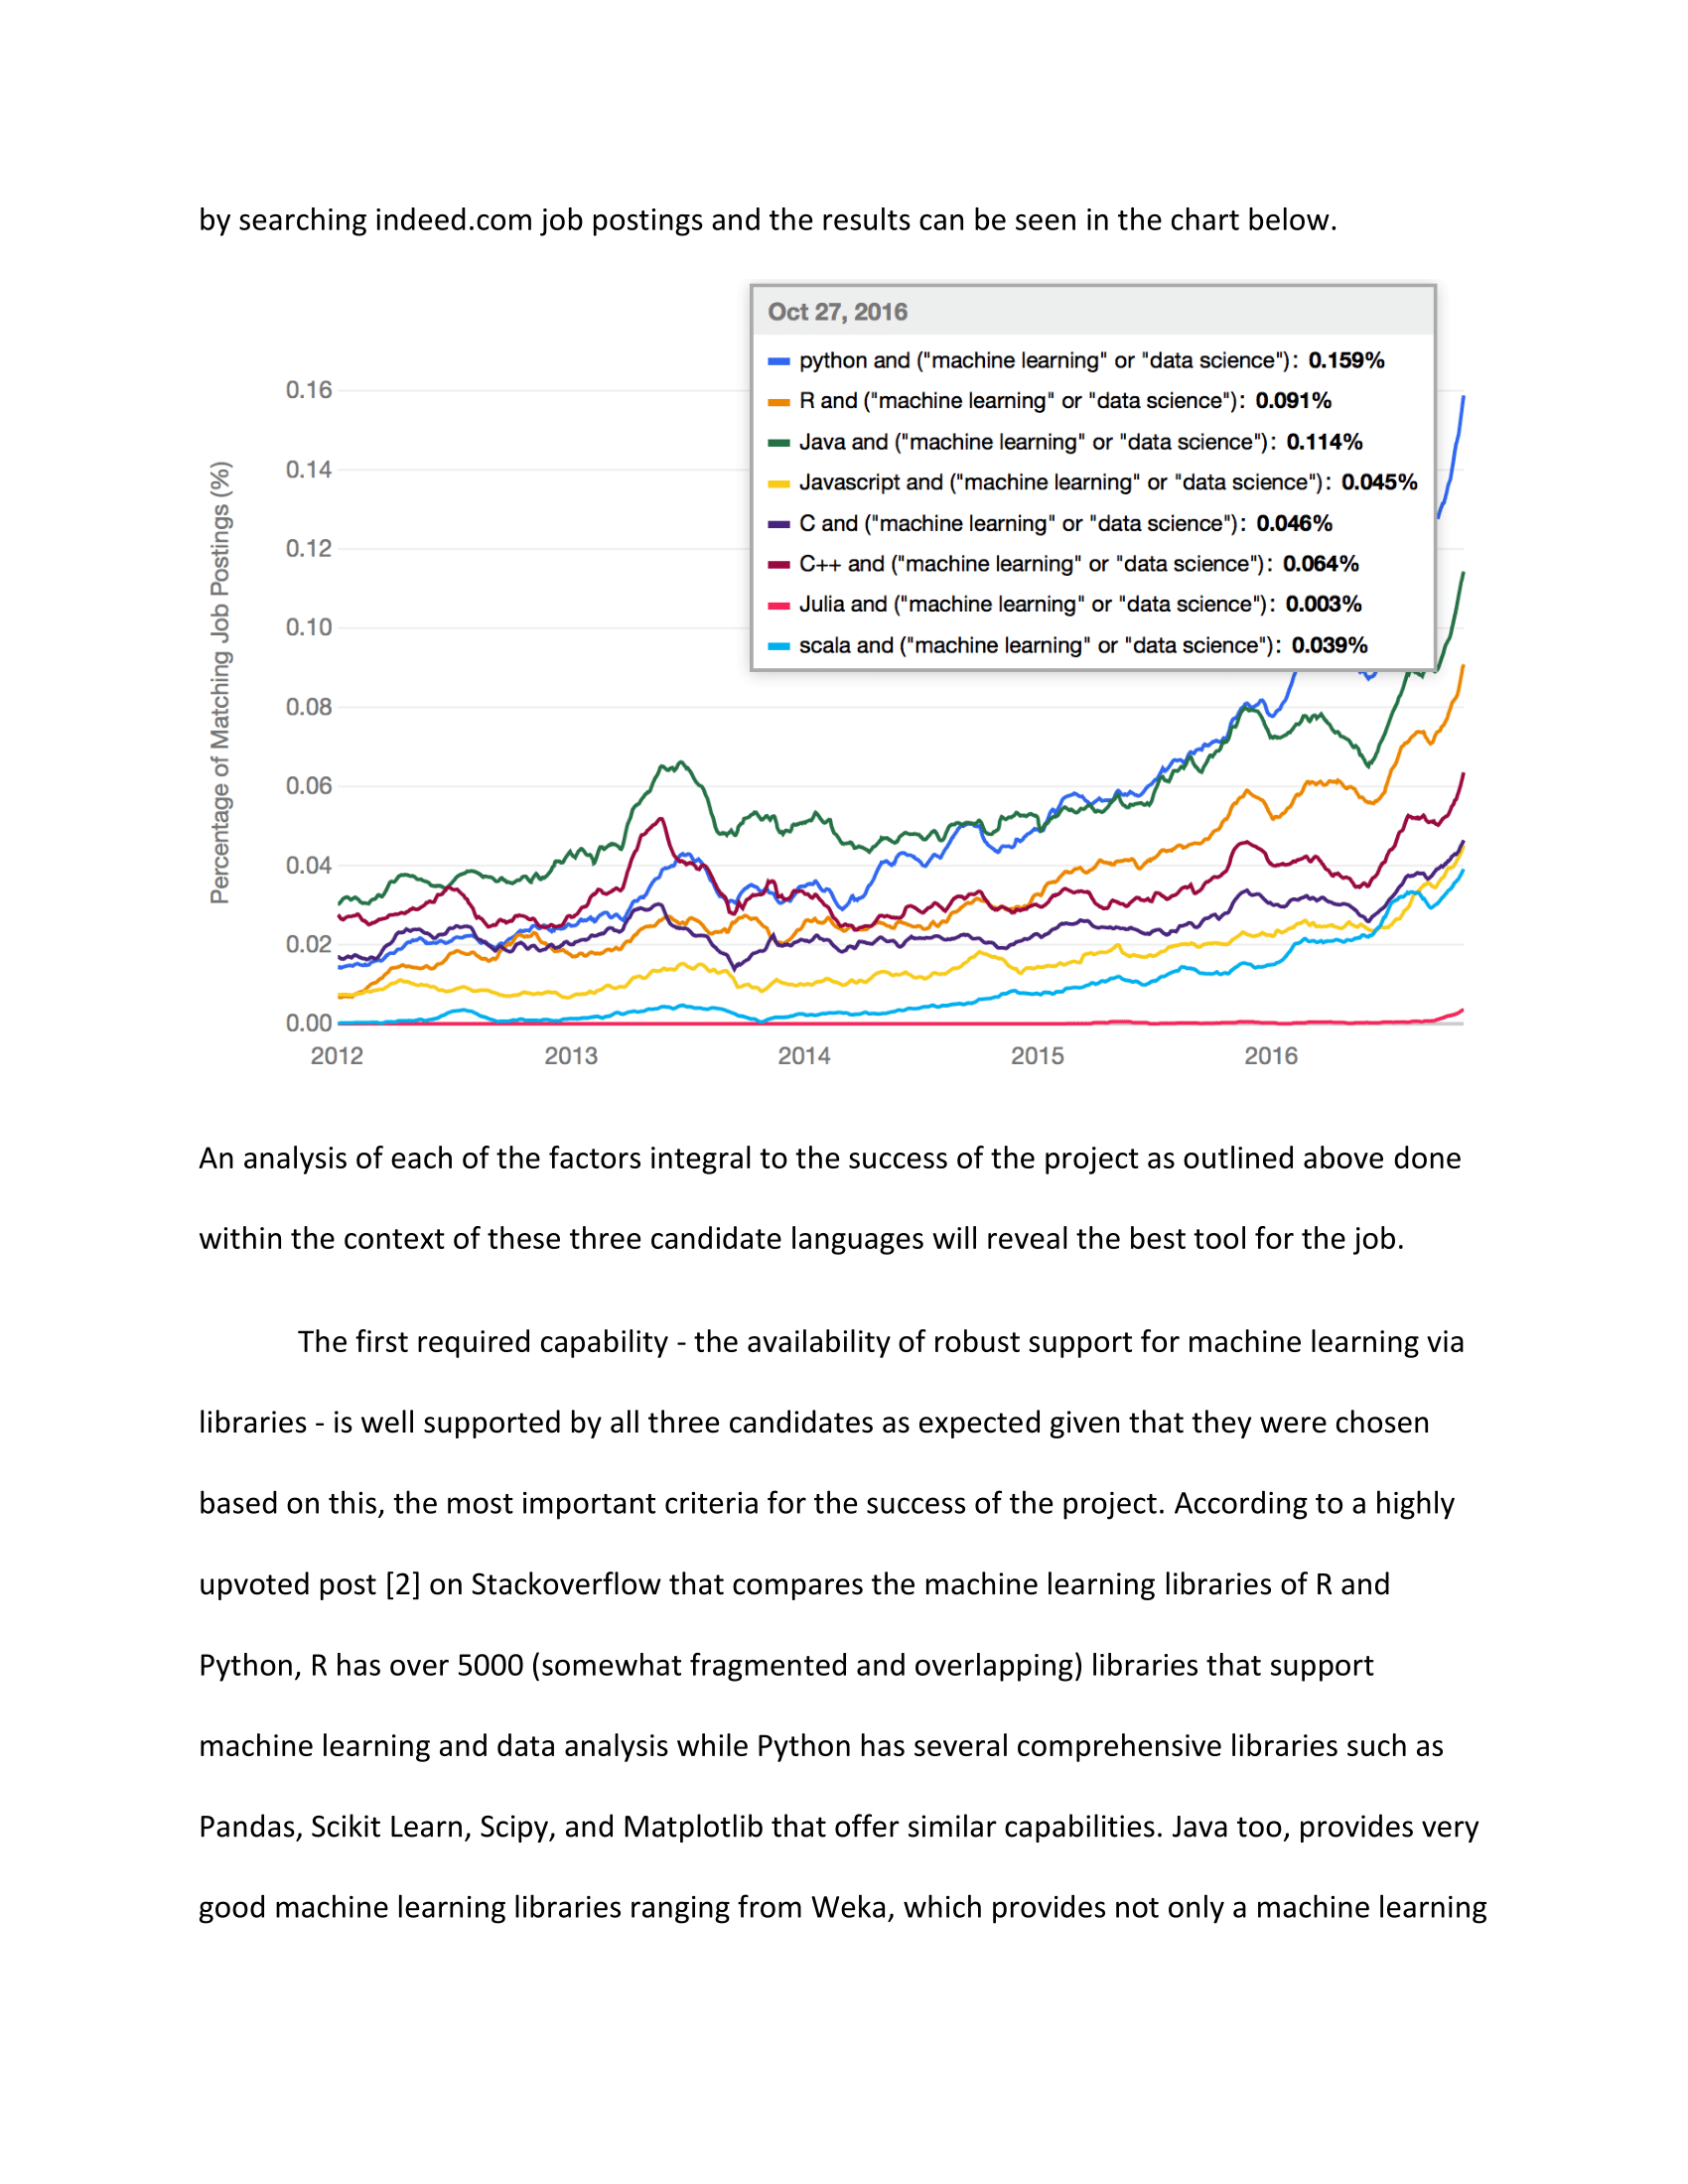 by searching indeed.com job postings and the results can be seen in the chart below.
Oct 27, 2016
python and ("machine learning" or "data science"): 0.159%
R and ("machine learning" or "data science"): 0.091%
Java and ("machine learning" or "data science"): 0.114%
Javascript and ("machine learning" or "data science"): 0.045%
C and ("machine learning" or "data science"): 0.046%
C++ and ("machine learning" or "data science"): 0.064%
Julia and ("machine learning" or "data science"): 0.003%
scala and ("machine learning" or "data science"): 0.039%
Percentage of Matching Job Postings (%)
0.16
0.14
0.12
0.10
0.08
0.06
0.04
0.02
0.00
2012 2013 2014 2015 2016
An analysis of each of the factors integral to the success of the project as outlined above done
within the context of these three candidate languages will reveal the best tool for the job.
The first required capability - the availability of robust support for machine learning via
libraries - is well supported by all three candidates as expected given that they were chosen
based on this, the most important criteria for the success of the project. According to a highly
upvoted post [2] on Stackoverflow that compares the machine learning libraries of R and
Python, R has over 5000 (somewhat fragmented and overlapping) libraries that support
machine learning and data analysis while Python has several comprehensive libraries such as
Pandas, Scikit Learn, Scipy, and Matplotlib that offer similar capabilities. Java too, provides very
good machine learning libraries ranging from Weka, which provides not only a machine learning